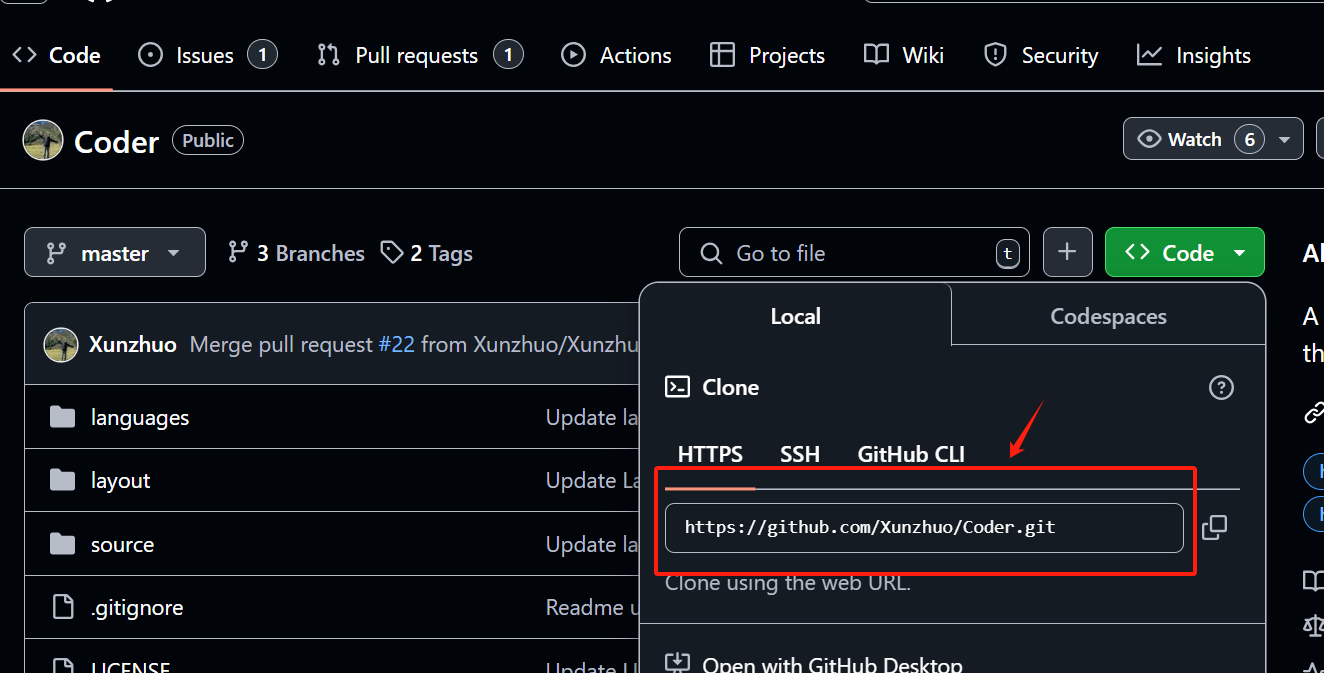 Code Issues 1 Pull requests 1 Actions Projects Wiki Security Insights
Coder Public Watch 6
master 3 Branches 2 Tags Go to file t Code
Local Codespaces
Xunzhuo Merge pull request #22 from Xunzhuo/Xunzhu
Clone
languages Update la
HTTPS SSH GitHub CLI
layout Update La
https://github.com/Xunzhuo/Coder.git
source Update la
Clone using the web URL.
.gitignore Readme u
LICENSE Update LI
Open with GitHub Desktop
A
th